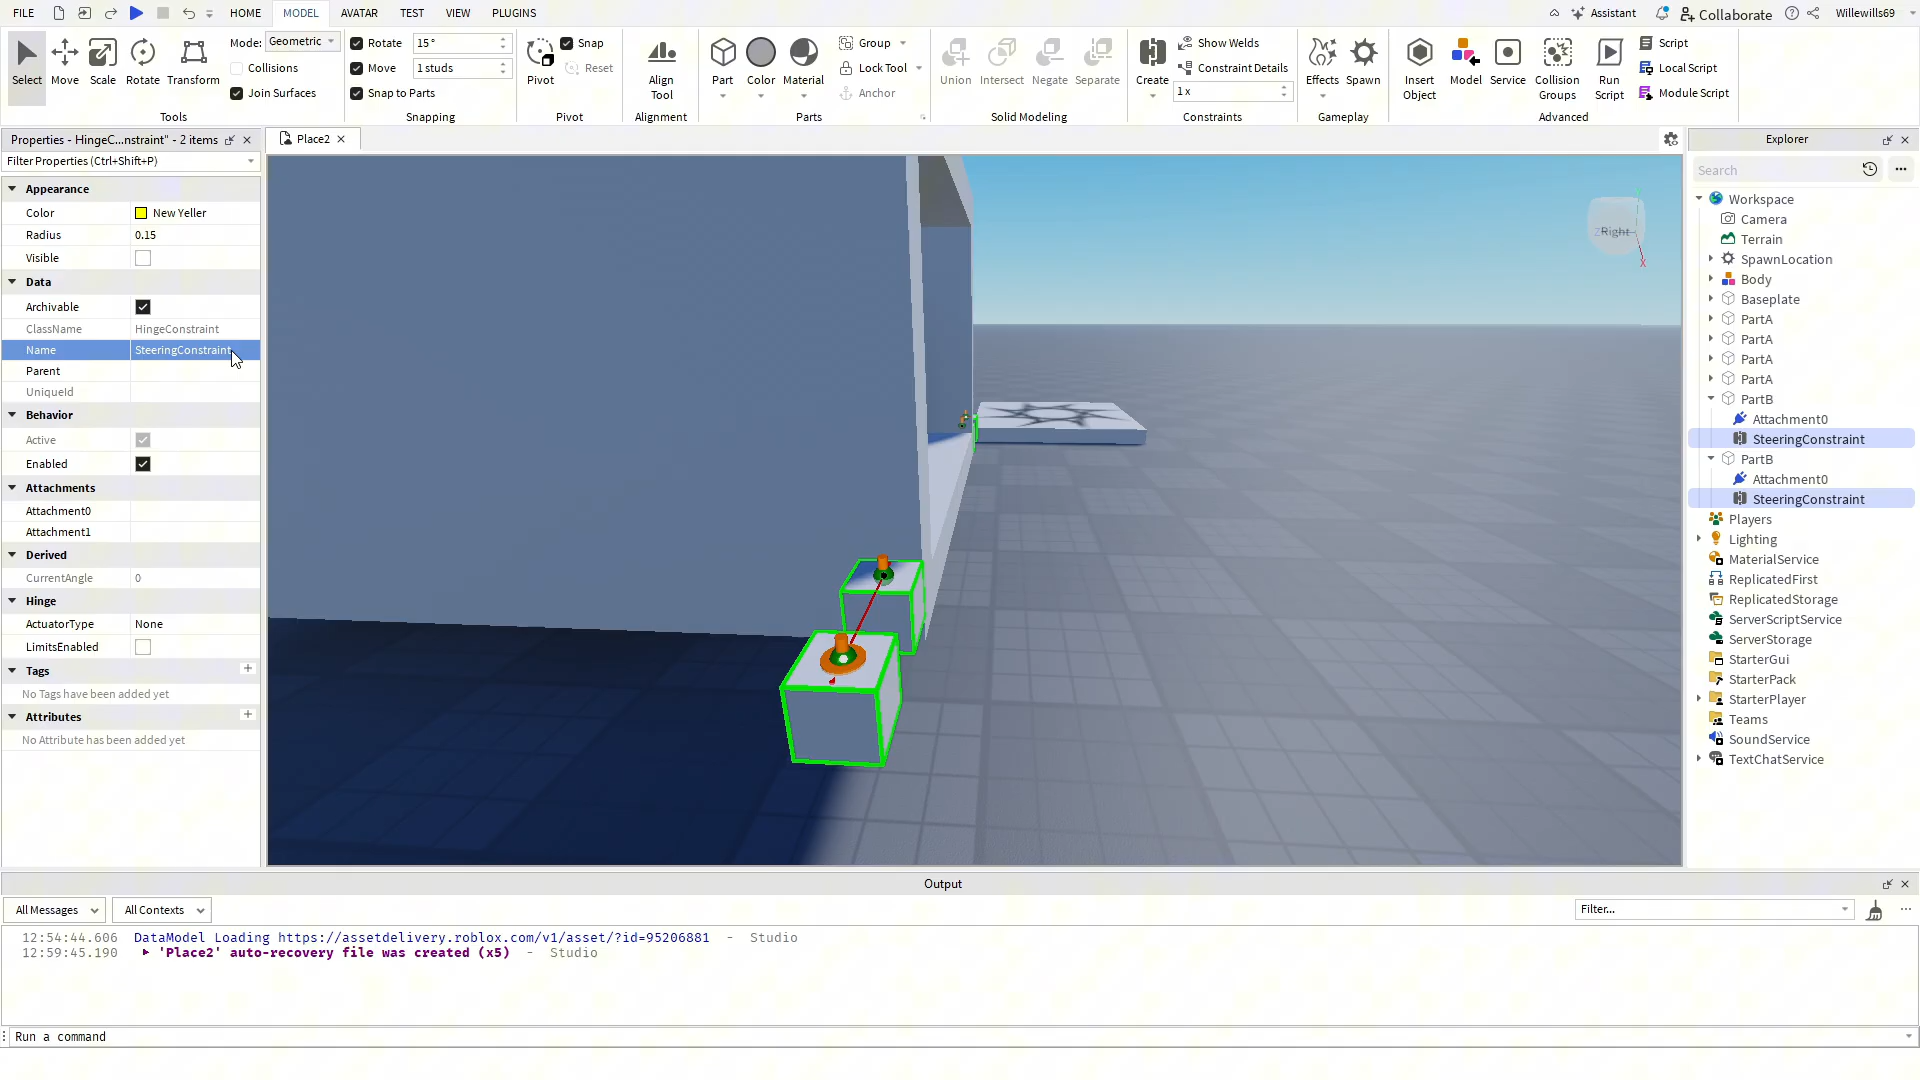 FILE HOME MODEL AVATAR TEST VIEW PLUGINS Assistant Collaborate Willewills69
Select Move Scale Rotate Transform
Mode: Geometric
Collisions
Join Surfaces
Tools
Rotate 15°
Move 1 studs
Snap to Parts
Snapping
Pivot Snap
Reset
Pivot
Align Tool
Alignment
Part Color Material
Group
Lock Tool
Anchor
Parts
Union Intersect Negate Separate
Solid Modeling
Create Show Welds
Constraint Details
1 x
Constraints
Effects Spawn
Gameplay
Insert Object Model Service Collision Groups Run Script
Script
Local Script
Module Script
Advanced
Properties - HingeC...nstraint" - 2 items
Filter Properties (Ctrl+Shift+P)
Appearance
Color New Yeller
Radius 0.15
Visible
Data
Archivable
ClassName HingeConstraint
Name SteeringConstraint
Parent
UniqueId
Behavior
Active
Enabled
Attachments
Attachment0
Attachment1
Derived
CurrentAngle 0
Hinge
ActuatorType None
LimitsEnabled
Tags
No Tags have been added yet
Attributes
No Attribute has been added yet
Place2
Right
X
Explorer
Search
Workspace
Camera
Terrain
SpawnLocation
Body
Baseplate
PartA
PartA
PartA
PartA
PartB
Attachment0
SteeringConstraint
PartB
Attachment0
SteeringConstraint
Players
Lighting
MaterialService
ReplicatedFirst
ReplicatedStorage
ServerScriptService
ServerStorage
StarterGui
StarterPack
StarterPlayer
Teams
SoundService
TextChatService
Output
All Messages All Contexts Filter...
12:54:44.606 DataModel Loading https://assetdelivery.roblox.com/v1/asset/?id=95206881 - Studio
12:59:45.190 'Place2' auto-recovery file was created (x5) - Studio
Run a command